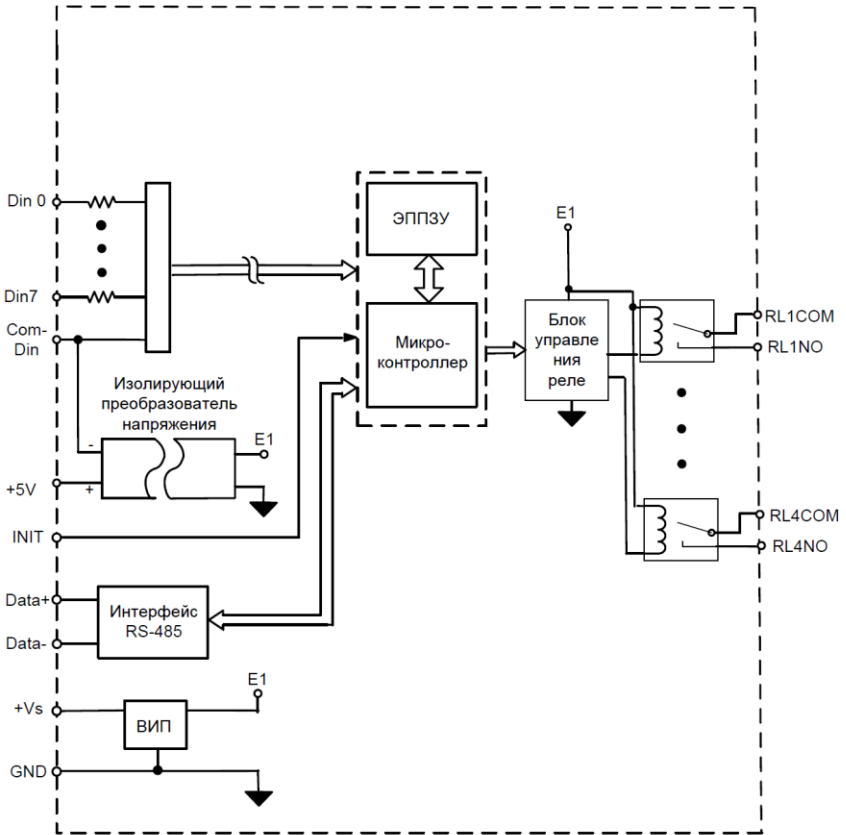 Din 0
Din7
Com-
Din
Изолирующий
преобразователь
напряжения
-
+
E1
+5V
INIT
Data+
Data-
Интерфейс
RS-485
+Vs
ВИП
E1
GND
ЭППЗУ
Микро-
контроллер
E1
Блок
управле
ния
реле
RL1COM
RL1NO
RL4COM
RL4NO